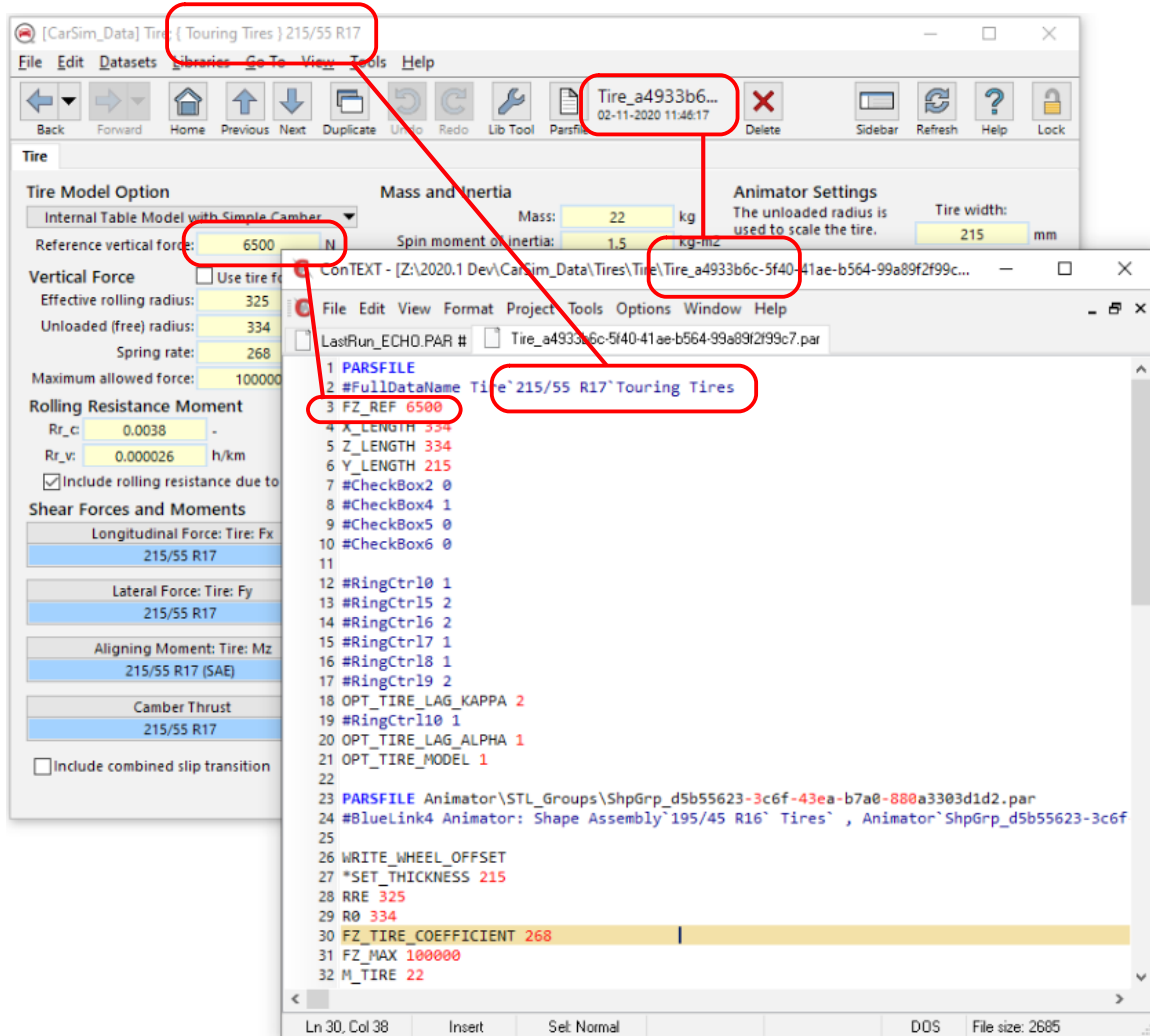 [CarSim_Data] Tire; { Touring Tires } 215/55 R17
File Edit Datasets Libraries Go To View Tools Help
Back Forward Home Previous Next Duplicate Undo Redo Lib Tool Parsfile Tire_a4933b6... 02-11-2020 11:46:17 Delete Sidebar Refresh Help Lock
Tire
Tire Model Option
Internal Table Model with Simple Camber
Reference vertical force: 6500 N
Vertical Force
Use tire
Effective rolling radius: 325
Unloaded (free) radius: 334
Spring rate: 268
Maximum allowed force: 100000
Rolling Resistance Moment
Rr_c: 0.0038 -
Rr_v: 0.000026 h/km
Include rolling resistance due to
Shear Forces and Moments
Longitudinal Force: Tire: Fx
215/55 R17
Lateral Force: Tire: Fy
215/55 R17
Aligning Moment: Tire: Mz
215/55 R17 (SAE)
Camber Thrust
215/55 R17
Include combined slip transition
Mass and Inertia
Mass: 22 kg
Spin moment of inertia: 1.5 kg-m2
Animator Settings
The unloaded radius is
used to scale the tire.
Tire width:
215 mm
ConTEXT - [Z:\2020.1 Dev\CarSim_Data\Tires\Tire\Tire_a4933b6c-5f40-41ae-b564-99a89f2f99c...
File Edit View Format Project Tools Options Window Help
LastRun_ECHO.PAR # Tire_a4933b6c-5f40-41ae-b564-99a89f2f99c7.par
1 PARSFILE
2 #FullDataName Tire`215/55 R17`Touring Tires
3 FZ_REF 6500
4 X_LENGTH 334
5 Z_LENGTH 334
6 Y_LENGTH 215
7 #CheckBox2 0
8 #CheckBox4 1
9 #CheckBox5 0
10 #CheckBox6 0
11
12 #RingCtrl0 1
13 #RingCtrl5 2
14 #RingCtrl6 2
15 #RingCtrl7 1
16 #RingCtrl8 1
17 #RingCtrl9 2
18 OPT_TIRE_LAG_KAPPA 2
19 #RingCtrl10 1
20 OPT_TIRE_LAG_ALPHA 1
21 OPT_TIRE_MODEL 1
22
23 PARSFILE Animator\STL_Groups\ShpGrp_d5b55623-3c6f-43ea-b7a0-880a3303d1d2.par
24 #BlueLink4 Animator: Shape Assembly`195/45 R16` Tires` , Animator`ShpGrp_d5b55623-3c6f
25
26 WRITE_WHEEL_OFFSET
27 *SET_THICKNESS 215
28 RRE 325
29 R0 334
30 FZ_TIRE_COEFFICIENT 268
31 FZ_MAX 100000
32 M_TIRE 22
Ln 30, Col 38 Insert Sel: Normal DOS File size: 2685